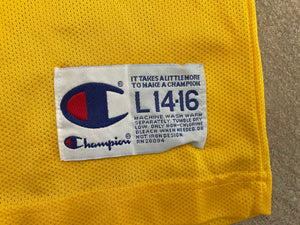 IT TAKES A LITTLE MORE
TO MAKE A CHAMPION.
L 14-16
MACHINE WASH WARM
SEPARATELY. TUMBLE DRY
LOW. ONLY NON-CHLORINE
BLEACH WHEN NEEDED. DO
NOT IRON DESIGN.
RN 26094
Champion